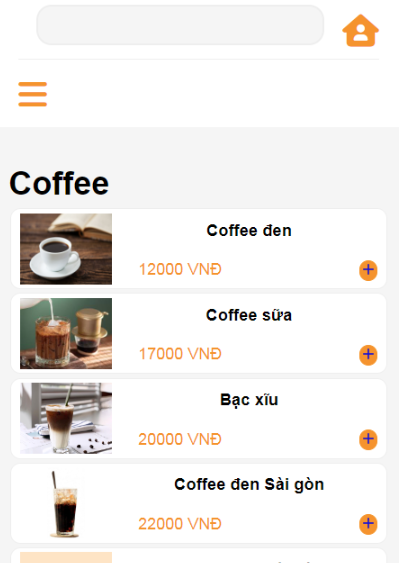 Coffee
Coffee đen
12000 VNĐ
+
Coffee sữa
17000 VNĐ
+
Bạc xĩu
20000 VNĐ
+
Coffee đen Sài gòn
22000 VNĐ
+